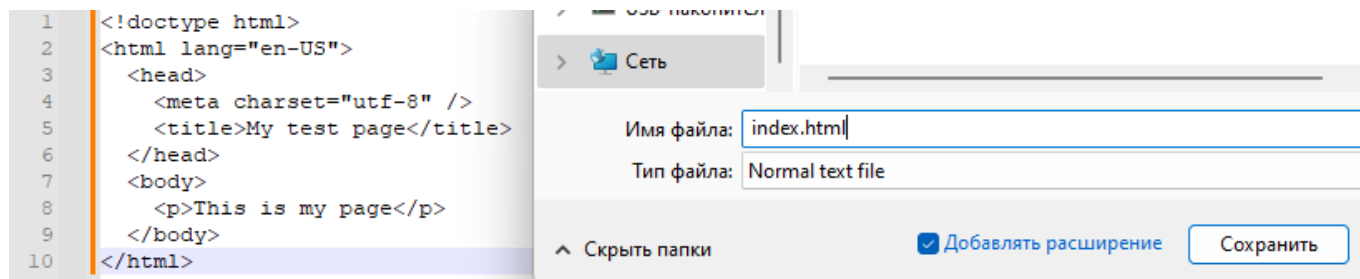 1 <!doctype html>
2 <html lang="en-US">
3 <head>
4 <meta charset="utf-8" />
5 <title>My test page</title>
6 </head>
7 <body>
8 <p>This is my page</p>
9 </body>
10 </html>
Сеть
Имя файла: index.html
Тип файла: Normal text file
Скрыть папки
Добавлять расширение
Сохранить